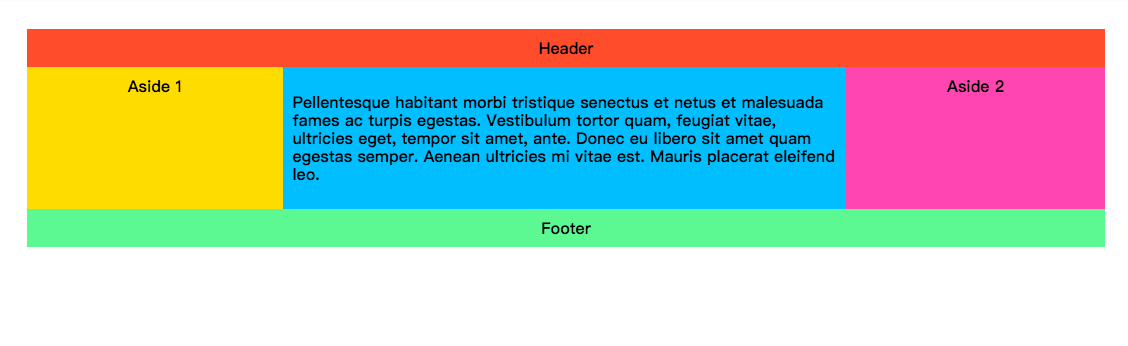 Header
Aside 1
Pellentesque habitant morbi tristique senectus et netus et malesuada
fames ac turpis egestas. Vestibulum tortor quam, feugiat vitae,
ultricies eget, tempor sit amet, ante. Donec eu libero sit amet quam
egestas semper. Aenean ultricies mi vitae est. Mauris placerat eleifend
leo.
Aside 2
Footer